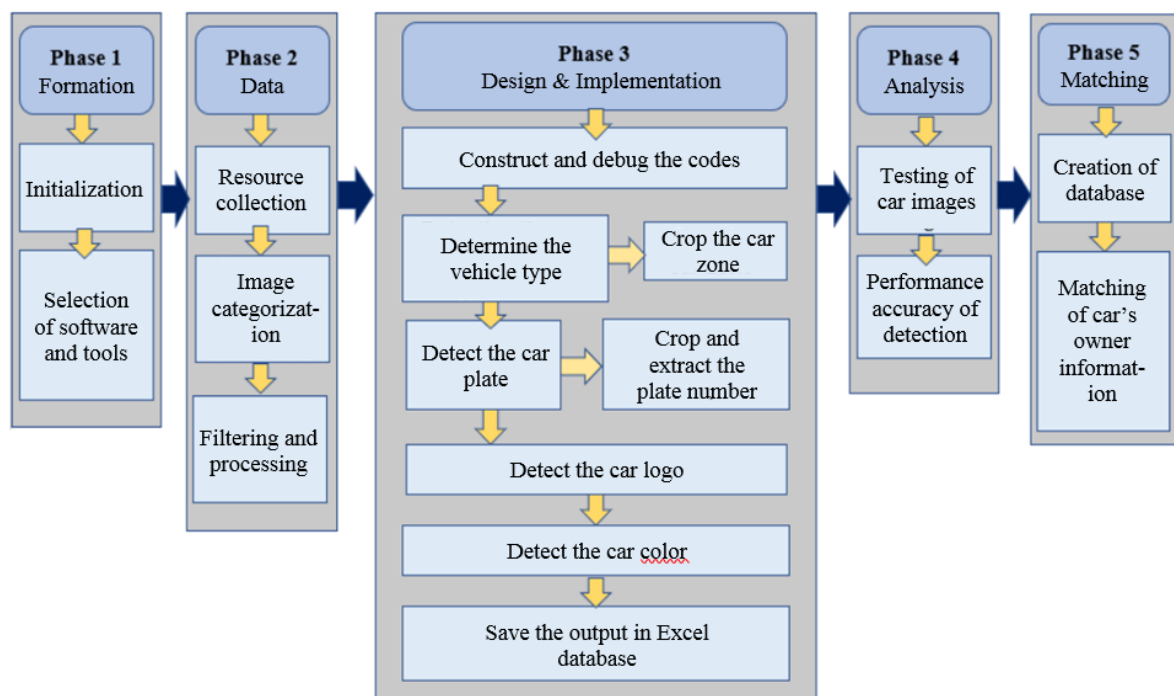 Phase 1
Formation
Initialization
Selection
of software
and tools
Phase 2
Data
Resource
collection
Image
categorizat-
ion
Filtering and
processing
Phase 3
Design & Implementation
Construct and debug the codes
Determine the
vehicle type
Crop the car
zone
Detect the car
plate
Crop and
extract the
plate number
Detect the car logo
Detect the car color
Save the output in Excel
database
Phase 4
Analysis
Testing of
car images
Performance
accuracy of
detection
Phase 5
Matching
Creation of
database
Matching
of car’s
owner
informat-
ion